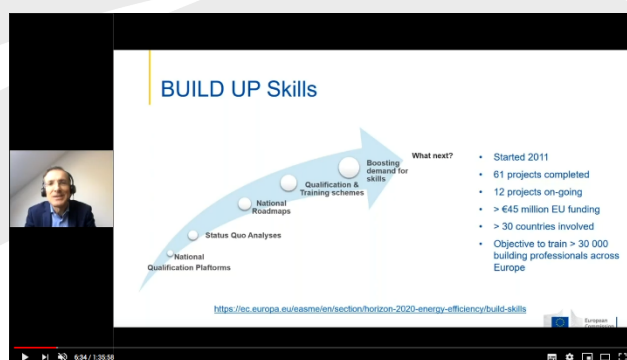 BUILD UP Skills
What next?
Boosting
demand for
skills
Qualification &
Training schemes
National
Roadmaps
Status Quo Analyses
National
Qualification Plaftorms
• Started 2011
• 61 projects completed
• 12 projects on-going
• > €45 million EU funding
• > 30 countries involved
• Objective to train > 30 000
building professionals across
Europe
https://ec.europa.eu/easme/en/section/horizon-2020-energy-efficiency/build-skills
European
Commission
6:34 / 1:35:58